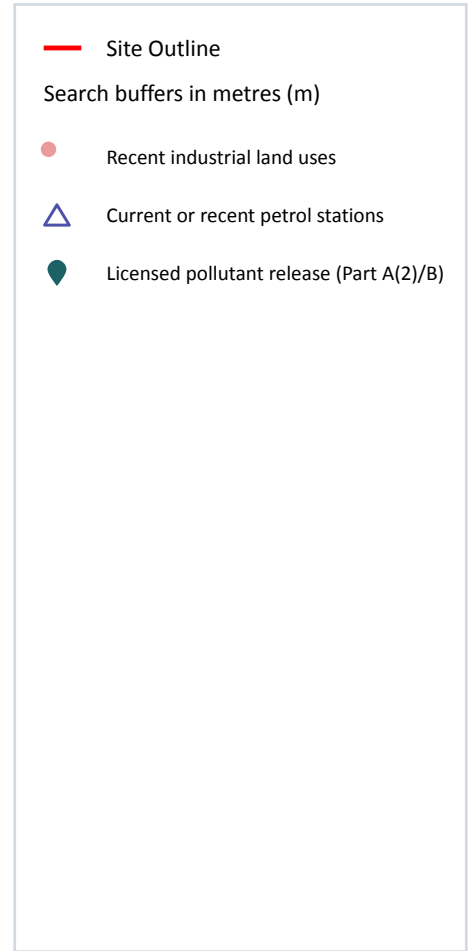 Site Outline
Search buffers in metres (m)
Recent industrial land uses
Current or recent petrol stations
Licensed pollutant release (Part A(2)/B)